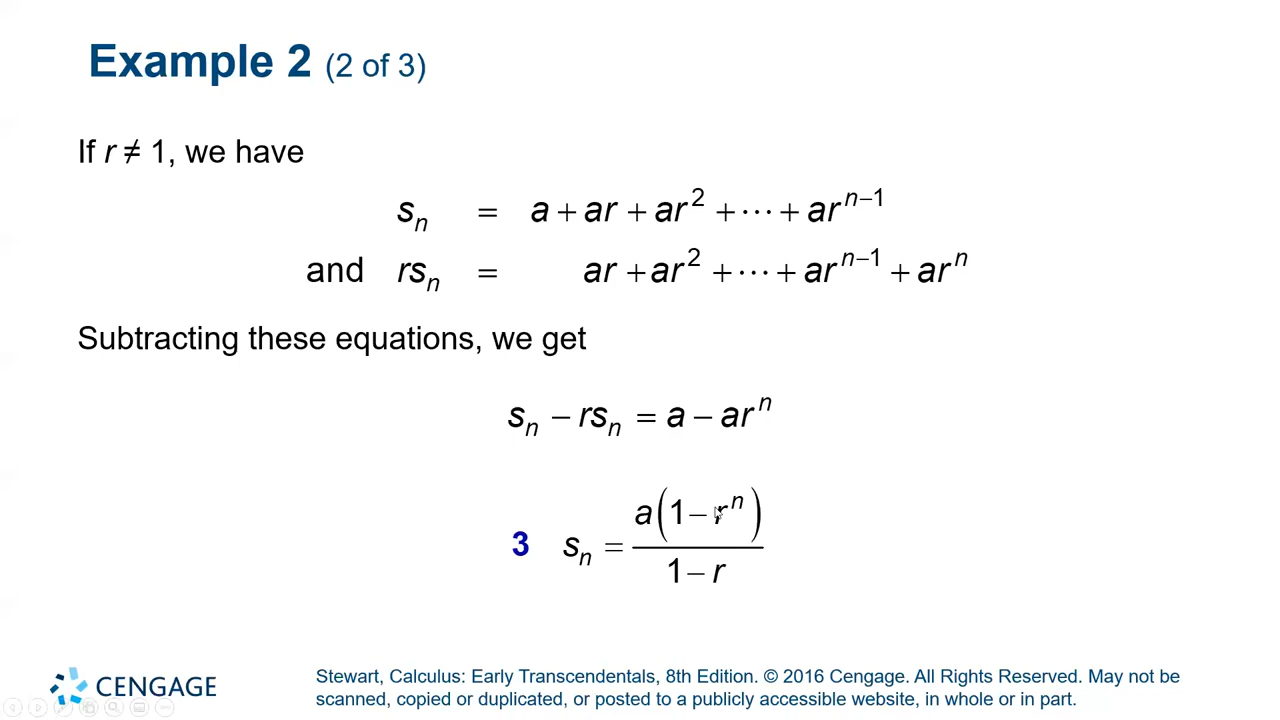 Example 2 (2 of 3)
If r ≠ 1, we have
sₙ = a + ar + ar² + ⋯ + arⁿ⁻¹
and rsₙ = ar + ar² + ⋯ + arⁿ⁻¹ + arⁿ
Subtracting these equations, we get
sₙ − rsₙ = a − arⁿ
3 sₙ = a(1 − rⁿ) / 1 − r
CENGAGE
Stewart, Calculus: Early Transcendentals, 8th Edition. © 2016 Cengage. All Rights Reserved. May not be
scanned, copied or duplicated, or posted to a publicly accessible website, in whole or in part.